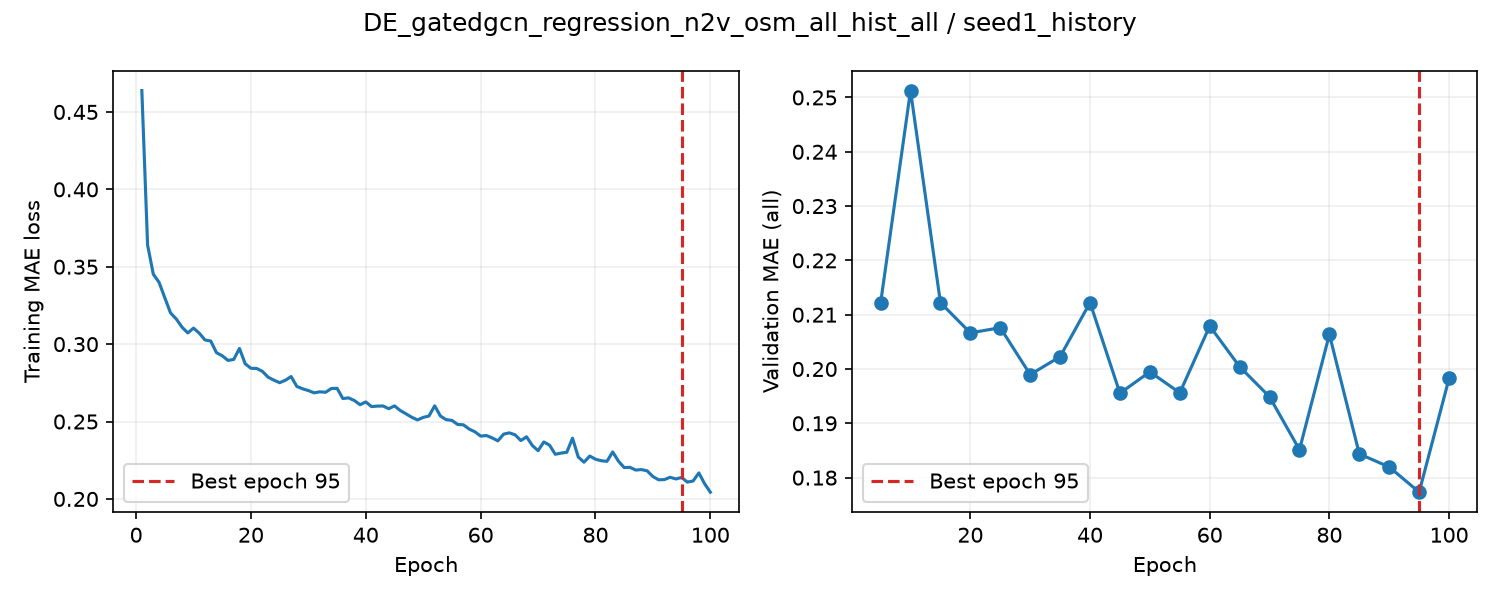 DE_gatedgcn_regression_n2v_osm_all_hist_all / seed1_history
Training MAE loss
0.45
0.40
0.35
0.30
0.25
0.20
Best epoch 95
0 20 40 60 80 100
Epoch
Validation MAE (all)
0.25
0.24
0.23
0.22
0.21
0.20
0.19
0.18
Best epoch 95
20 40 60 80 100
Epoch